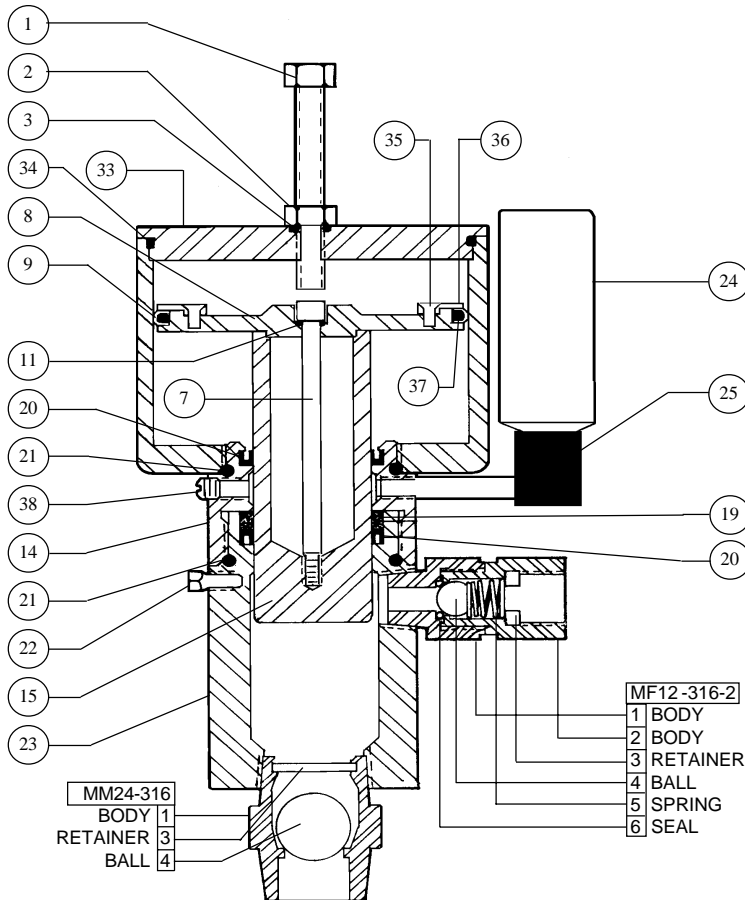 1
2
3
34
33
35
36
8
9
24
11
7
37
20
25
21
38
14
19
20
21
22
15
23
MF12-316-2
1 BODY
2 BODY
3 RETAINER
4 BALL
5 SPRING
6 SEAL
MM24-316
BODY 1
RETAINER 3
BALL 4